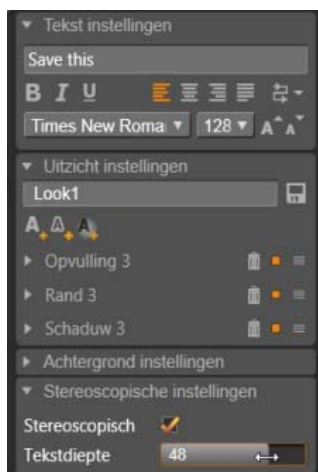 Tekst instellingen
Save this
B I U
Times New Roma 128 A A
Uitzicht instellingen
Look1
A A A
Opvulling 3
Rand 3
Schaduw 3
Achtergrond instellingen
Stereoscopische instellingen
Stereoscopisch
Tekstdiepte 48